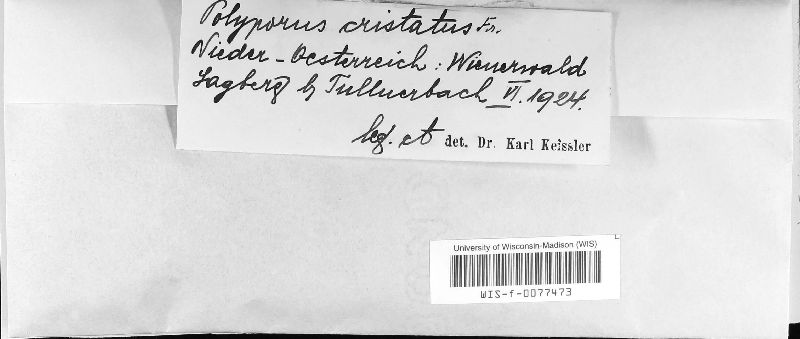 Polyporus cristatus Fr.
Nieder-Oesterreich: Wienerwald
Sagberg b Tullnerbach VI. 1924.
leg. et det. Dr. Karl Keissler
University of Wisconsin-Madison (WIS)
WIS-f-0077473